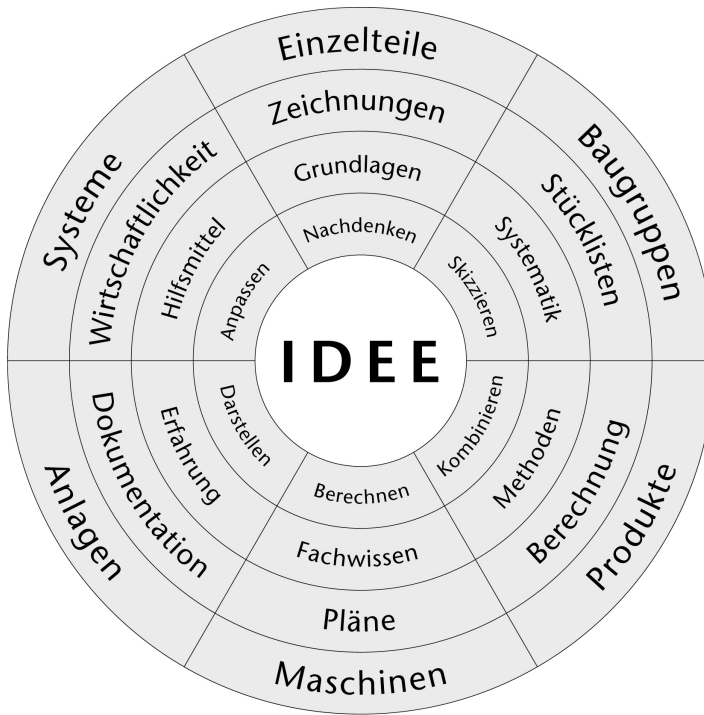 Einzelteile
Baugruppen
Produkte
Maschinen
Anlagen
Systeme
Zeichnungen
Stücklisten
Berechnung
Pläne
Dokumentation
Wirtschaftlichkeit
Grundlagen
Systematik
Methoden
Fachwissen
Erfahrung
Hilfsmittel
Nachdenken
Skizzieren
Kombinieren
Berechnen
Darstellen
Anpassen
IDEE